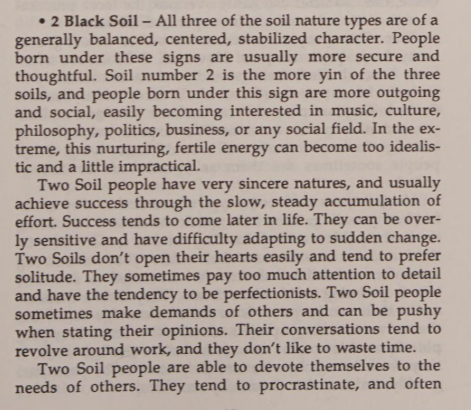 • 2 Black Soil – All three of the soil nature types are of a
generally balanced, centered, stabilized character. People
born under these signs are usually more secure and
thoughtful. Soil number 2 is the more yin of the three
soils, and people born under this sign are more outgoing
and social, easily becoming interested in music, culture,
philosophy, politics, business, or any social field. In the ex-
treme, this nurturing, fertile energy can become too idealis-
tic and a little impractical.
Two Soil people have very sincere natures, and usually
achieve success through the slow, steady accumulation of
effort. Success tends to come later in life. They can be over-
ly sensitive and have difficulty adapting to sudden change.
Two Soils don't open their hearts easily and tend to prefer
solitude. They sometimes pay too much attention to detail
and have the tendency to be perfectionists. Two Soil people
sometimes make demands of others and can be pushy
when stating their opinions. Their conversations tend to
revolve around work, and they don't like to waste time.
Two Soil people are able to devote themselves to the
needs of others. They tend to procrastinate, and often